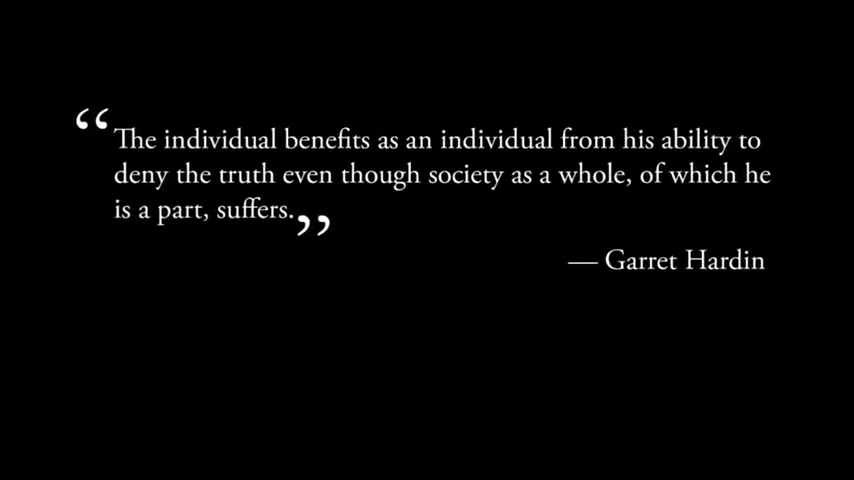 “The individual benefits as an individual from his ability to
deny the truth even though society as a whole, of which he
is a part, suffers.”
— Garret Hardin